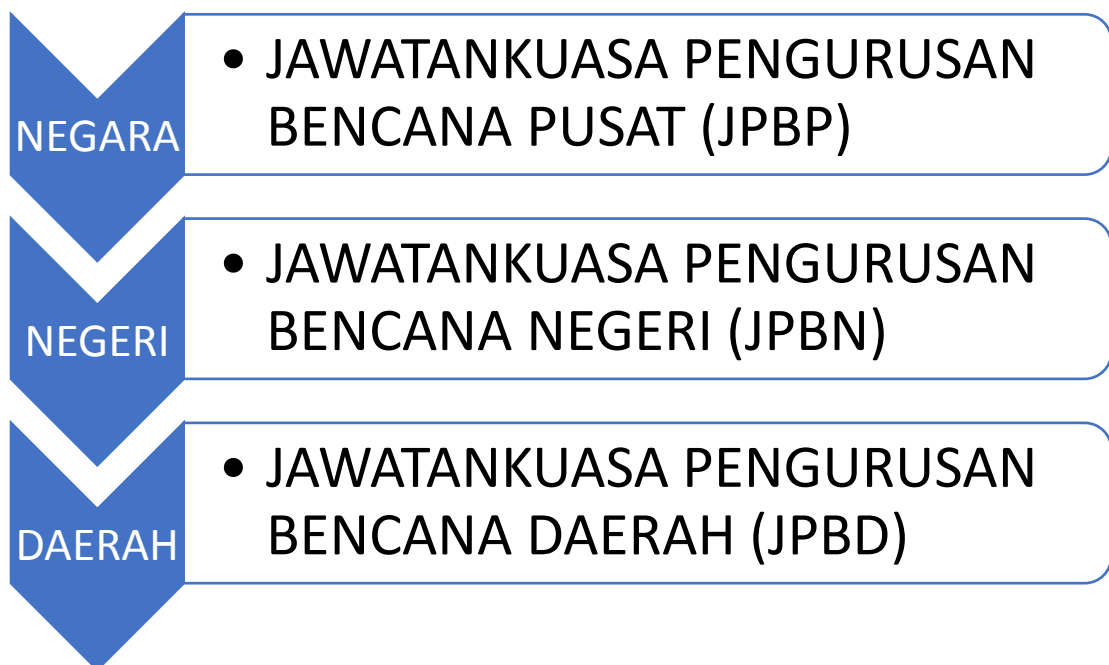 NEGARA
• JAWATANKUASA PENGURUSAN
BENCANA PUSAT (JPBP)
NEGERI
• JAWATANKUASA PENGURUSAN
BENCANA NEGERI (JPBN)
DAERAH
• JAWATANKUASA PENGURUSAN
BENCANA DAERAH (JPBD)